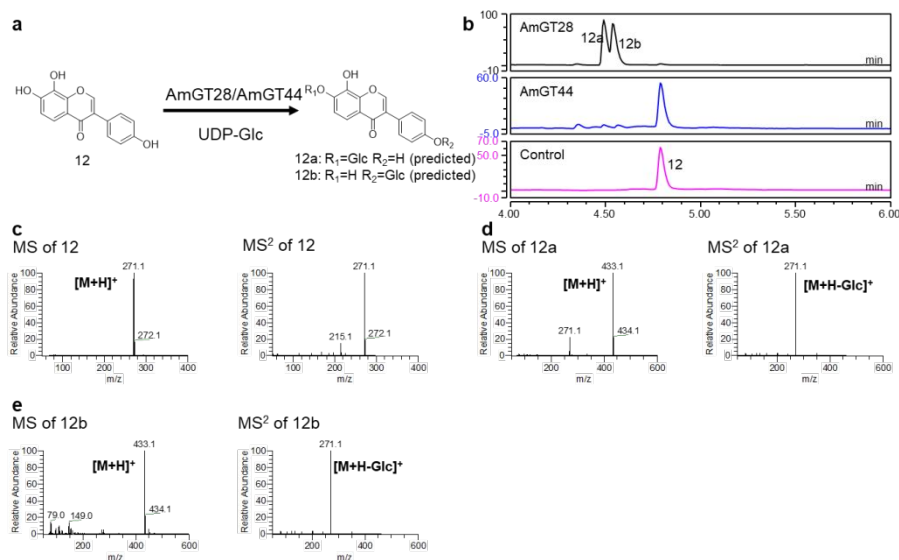 a
OH
HO
O
O
OH
12
AmGT28/AmGT44
UDP-Glc
OH
R₁O
O
O
OR₂
12a: R₁=Glc R₂=H (predicted)
12b: R₁=H R₂=Glc (predicted)
b
100
AmGT28
12a
12b
-10
min
60.0
AmGT44
-5.0
min
70.0
50.0
Control
12
-10.0
min
4.00
4.50
5.00
5.50
6.00
c
MS of 12
Relative Abundance
100
80
60
40
20
0
[M+H]⁺
271.1
272.1
100
200
300
400
m/z
MS² of 12
Relative Abundance
100
80
60
40
20
0
271.1
215.1
272.1
100
200
300
400
m/z
d
MS of 12a
Relative Abundance
100
80
60
40
20
0
433.1
[M+H]⁺
271.1
434.1
200
400
600
m/z
MS² of 12a
Relative Abundance
100
80
60
40
20
0
271.1
[M+H-Glc]⁺
200
400
600
m/z
e
MS of 12b
Relative Abundance
100
80
60
40
20
0
433.1
[M+H]⁺
79.0
149.0
434.1
200
400
600
m/z
MS² of 12b
Relative Abundance
100
80
60
40
20
0
271.1
[M+H-Glc]⁺
200
400
600
m/z